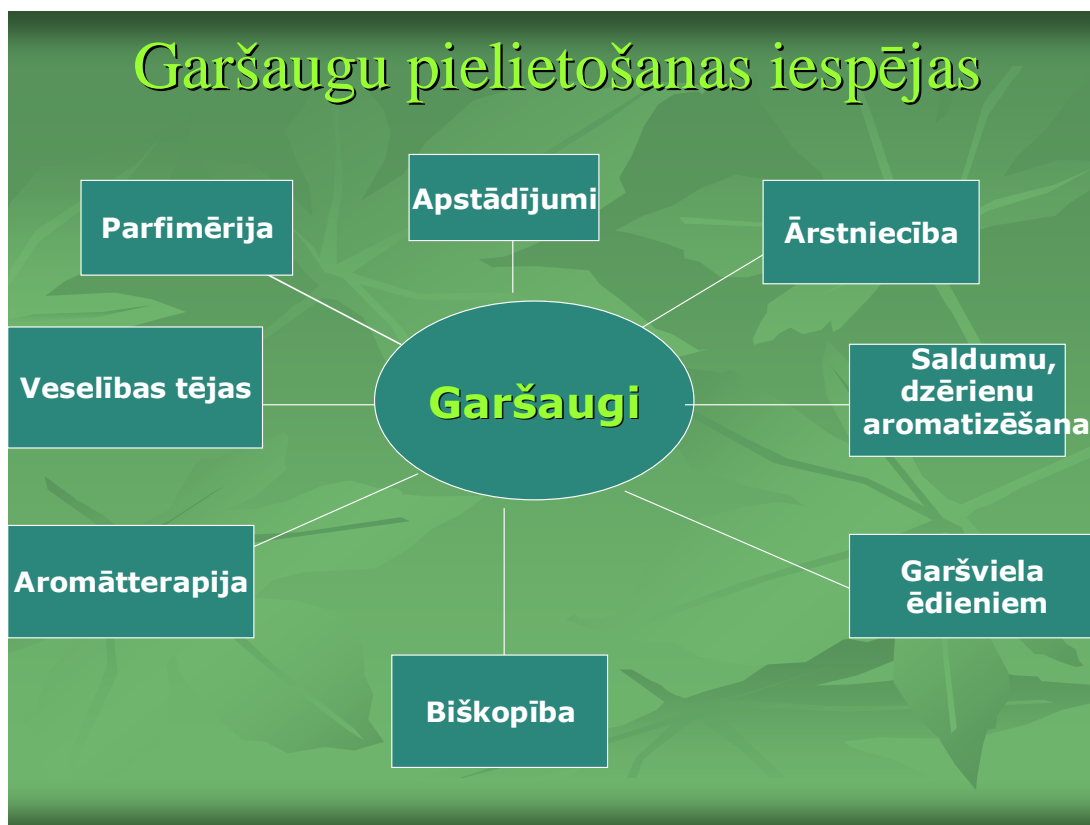 Garšaugu pielietošanas iespējas
Apstādījumi
Parfimērija
Ārstniecība
Veselības tējas
Garšaugi
Saldumu,
dzērienu
aromatizēšana
Aromātterapija
Garšviela
ēdieniem
Biškopība